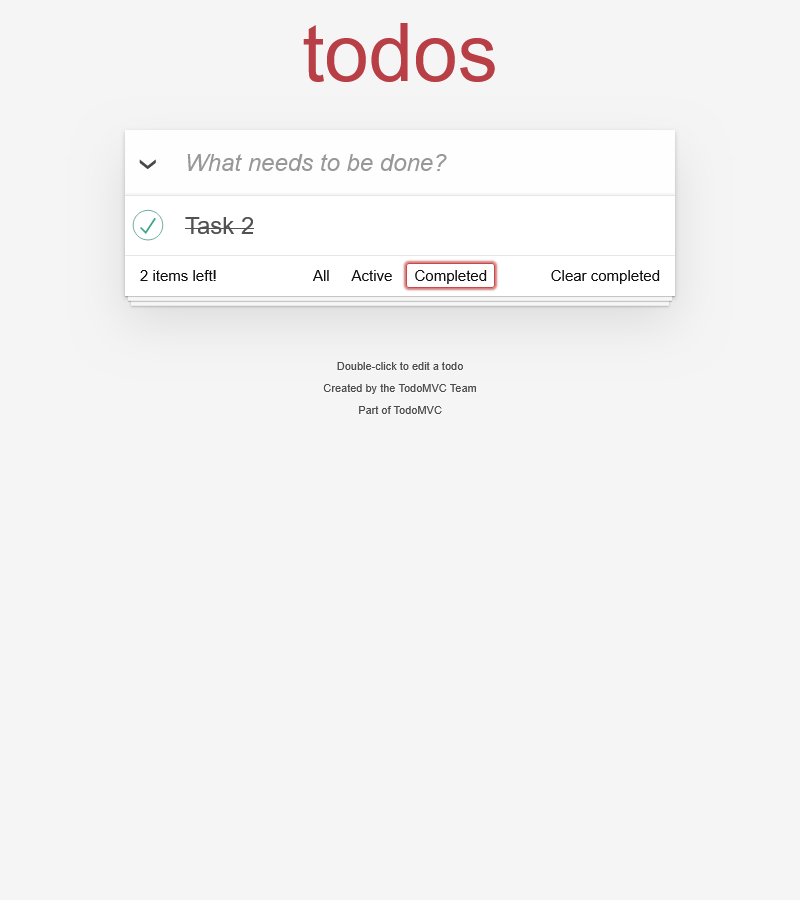 todos
What needs to be done?
Task 2
2 items left! All Active Completed Clear completed
Double-click to edit a todo
Created by the TodoMVC Team
Part of TodoMVC